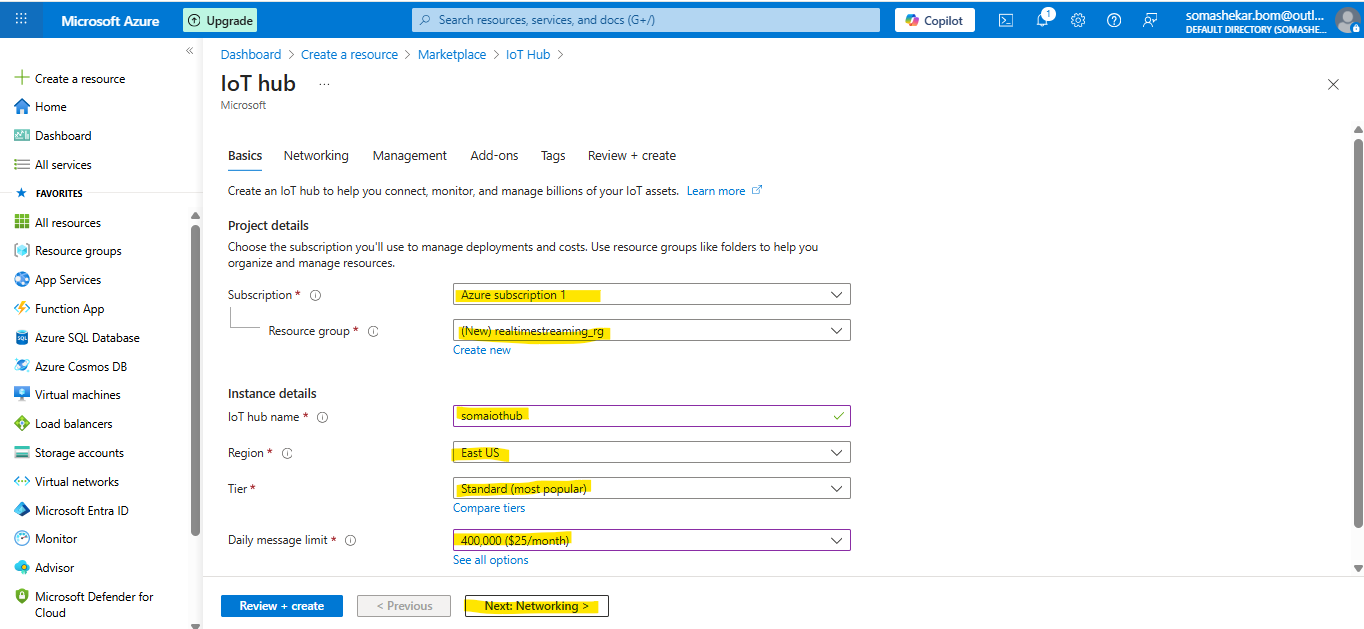 Microsoft Azure
Upgrade
Search resources, services, and docs (G+/)
Copilot
1
somashekar.bom@outl...
DEFAULT DIRECTORY (SOMASHE...
Create a resource
Home
Dashboard
All services
FAVORITES
All resources
Resource groups
App Services
Function App
SQL
Azure SQL Database
Azure Cosmos DB
Virtual machines
Load balancers
Storage accounts
Virtual networks
Microsoft Entra ID
Monitor
Advisor
Microsoft Defender for
Cloud
Dashboard > Create a resource > Marketplace > IoT Hub >
IoT hub ...
Microsoft
Basics Networking Management Add-ons Tags Review + create
Create an IoT hub to help you connect, monitor, and manage billions of your IoT assets. Learn more
Project details
Choose the subscription you'll use to manage deployments and costs. Use resource groups like folders to help you
organize and manage resources.
Subscription * Azure subscription 1
Resource group * (New) realtimestreaming_rg
Create new
Instance details
IoT hub name * somaiothub
Region * East US
Tier * Standard (most popular)
Compare tiers
Daily message limit * 400,000 ($25/month)
See all options
Review + create < Previous Next: Networking >